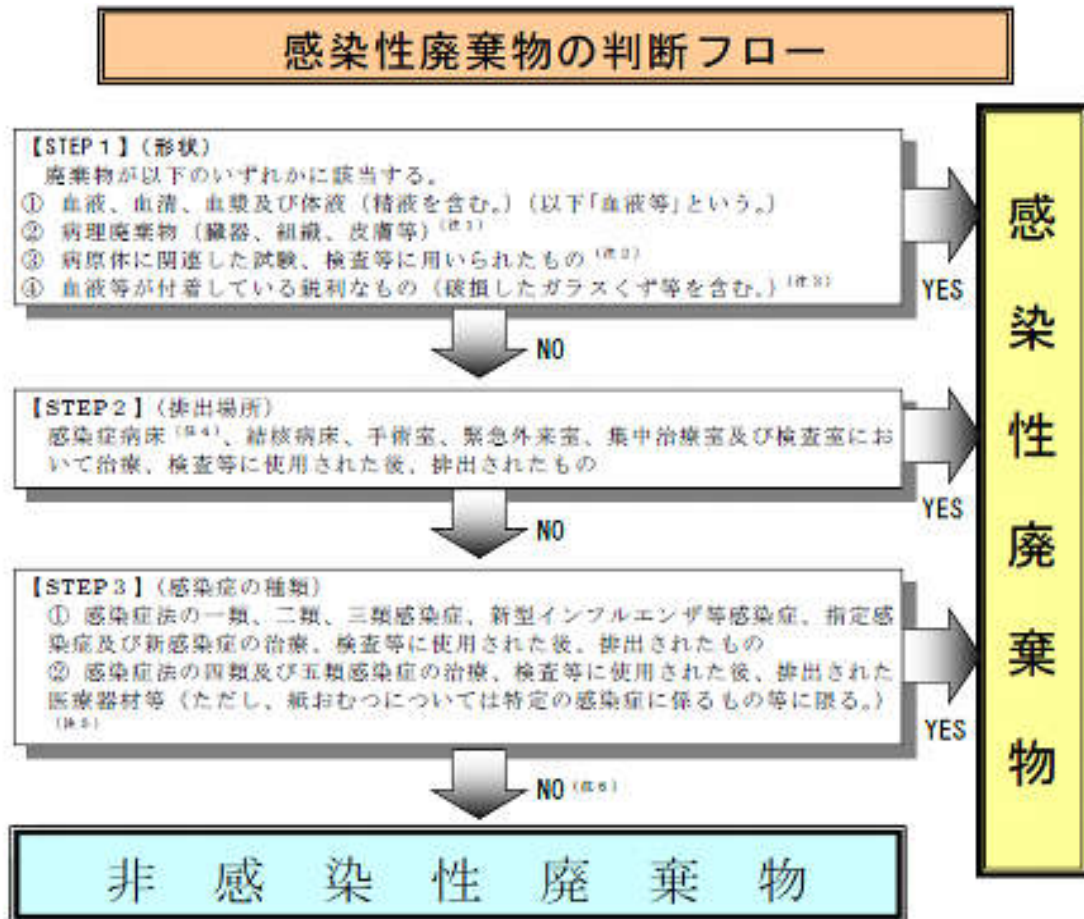 感染性廃棄物の判断フロー
【STEP1】(形状)
廃棄物が以下のいずれかに該当する。
① 血液、血清、血漿及び体液(精液を含む。)(以下「血液等」という。)
② 病理廃棄物(臓器、組織、皮膚等)(注1)
③ 病原体に関連した試験、検査等に用いられたもの(注2)
④ 血液等が付着している鋭利なもの(破損したガラスくず等を含む。)(注3)
YES
NO
【STEP2】(排出場所)
感染症病床(注4)、結核病床、手術室、緊急外来室、集中治療室及び検査室にお
いて治療、検査等に使用された後、排出されたもの
YES
NO
【STEP3】(感染症の種類)
① 感染症法の一類、二類、三類感染症、新型インフルエンザ等感染症、指定感
染症及び新感染症の治療、検査等に使用された後、排出されたもの
② 感染症法の四類及び五類感染症の治療、検査等に使用された後、排出された
医療器材等(ただし、紙おむつについては特定の感染症に係るもの等に限る。)
(注5)
YES
NO(注6)
非感染性廃棄物
感染性廃棄物